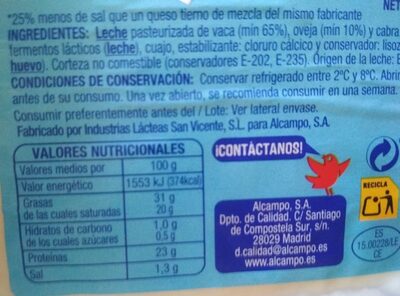 NET
*25% menos de sal que un queso tierno de mezcla del mismo fabricante
INGREDIENTES: Leche pasteurizada de vaca (min 65%), oveja (min 10%) y cabra
fermentos lácticos (leche), cuajo, estabilizante: cloruro cálcico y conservador: lisoz
huevo). Corteza no comestible (conservadores E-202, E-235). Origen de la leche: E
CONDICIONES DE CONSERVACIÓN: Conservar refrigerado entre 2°C y 8°C. Abrir
antes de su consumo. Una vez abierto, se recomienda consumir en una semana.
Consumir preferentemente antes del / Lote: Ver lateral envase.
Fabricado por Industrias Lácteas San Vicente, S.L. para Alcampo, S.A.
VALORES NUTRICIONALES
Valores medios por 100 g
Valor energético 1553 kJ (374kcal)
Grasas 31 g
de las cuales saturadas 20 g
Hidratos de carbono 1,0 g
de los cuales azúcares 0,5 g
Proteínas 23 g
Sal 1,3 g
¡CONTÁCTANOS!
Alcampo, S.A.
Dpto. de Calidad. C/ Santiago
de Compostela Sur, s/n.
28029 Madrid
d.calidad@alcampo.es
www.alcampo.es
RECICLA
ES
15.00228/LE
CE